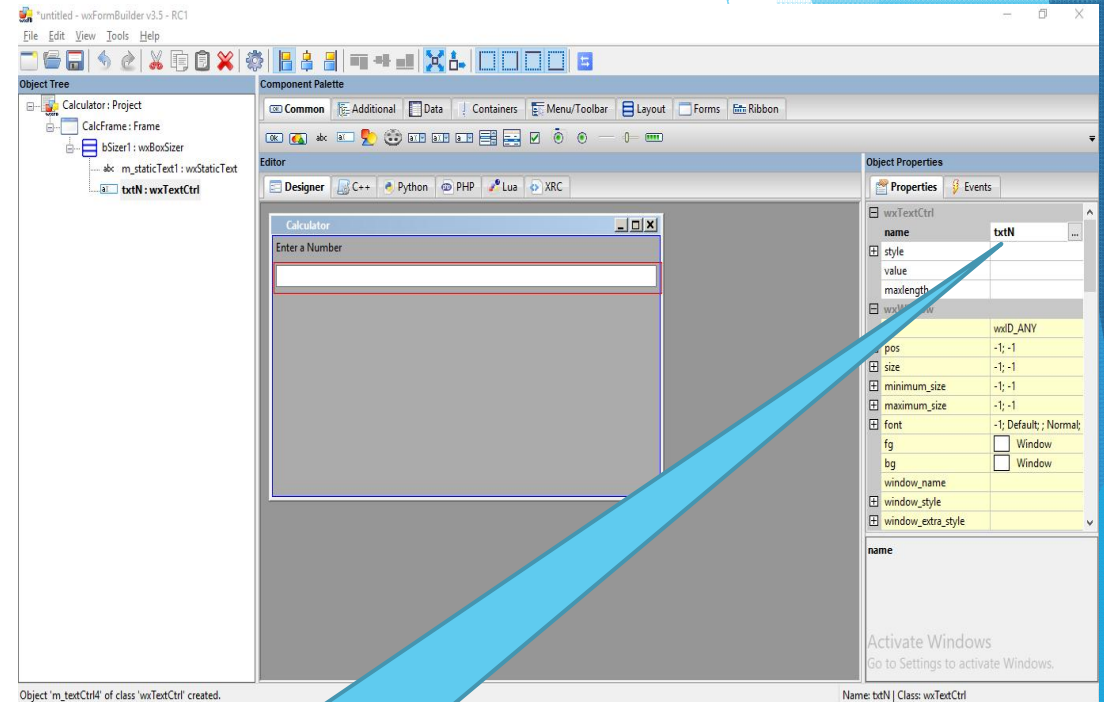 *untitled - wxFormBuilder v3.5 - RC1
File Edit View Tools Help
Object Tree
Calculator : Project
CalcFrame : Frame
bSizer1 : wxBoxSizer
abc m_staticText1 : wxStaticText
txtN : wxTextCtrl
Component Palette
Common Additional Data Containers Menu/Toolbar Layout Forms Ribbon
Editor
Designer C++ Python PHP Lua XRC
Calculator
Enter a Number
Object Properties
Properties Events
wxTextCtrl
name txtN ...
style
value
maxlength
wxID_ANY
pos -1; -1
size -1; -1
minimum_size -1; -1
maximum_size -1; -1
font -1; Default; ; Normal;
fg Window
bg Window
window_name
window_style
window_extra_style
name
Activate Windows
Go to Settings to activate Windows.
Object 'm_textCtrl4' of class 'wxTextCtrl' created.
Name: txtN | Class: wxTextCtrl